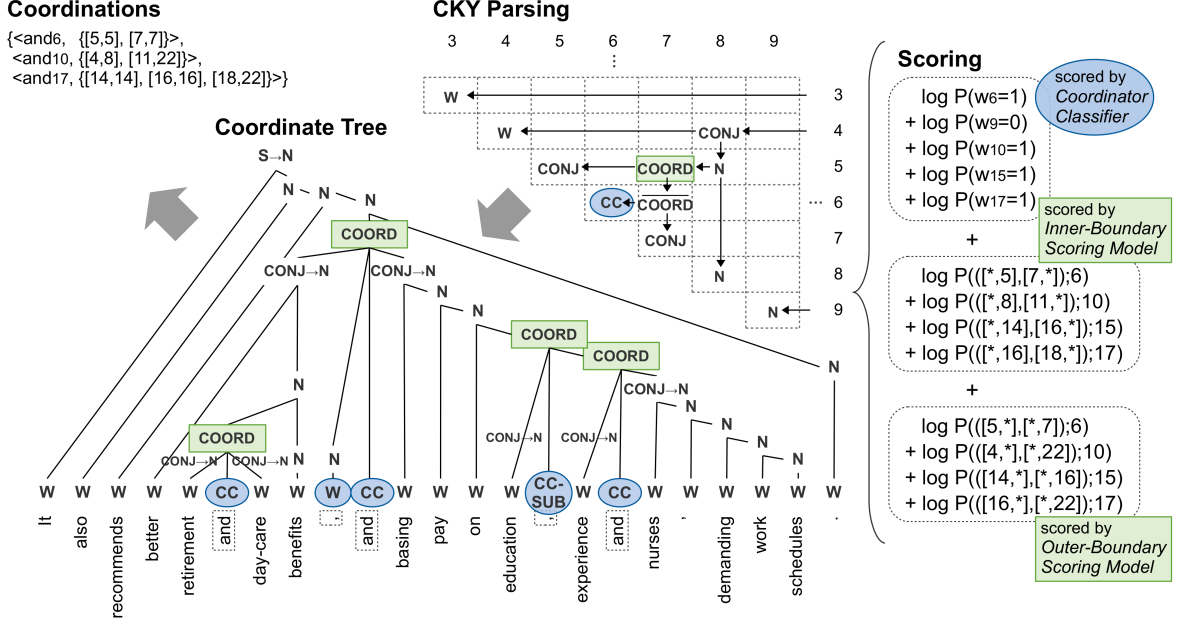 Coordinations
{<and6, {[5,5], [7,7]}>,
<and10, {[4,8], [11,22]}>,
<and17, {[14,14], [16,16], [18,22]}>}
CKY Parsing
3 4 5 6 7 8 9
⋮
W 3
W CONJ 4
CONJ COORD N 5
CC COORD ⋯ 6
CONJ 7
N 8
N 9
Coordinate Tree
S→N
N N N
COORD
CONJ→N CONJ→N
N
N
COORD
COORD
N
CONJ→N
N
N
N
COORD
N
CONJ→N CONJ→N
CONJ→N CONJ→N N N N
W W W W W CC W W W CC W W W W CC-SUB W CC W W W W W W
It
also
recommends
better
retirement
and
day-care
benefits
,
and
basing
pay
on
education
,
experience
and
nurses
'
demanding
work
schedules
.
Scoring
log P(w6=1)
+ log P(w9=0)
+ log P(w10=1)
+ log P(w15=1)
+ log P(w17=1)
scored by
Coordinator
Classifier
+
scored by
Inner-Boundary
Scoring Model
log P(([*,5],[7,*]);6)
+ log P(([*,8],[11,*]);10)
+ log P(([*,14],[16,*]);15)
+ log P(([*,16],[18,*]);17)
+
log P(([5,*],[*,7]);6)
+ log P(([4,*],[*,22]);10)
+ log P(([14,*],[*,16]);15)
+ log P(([16,*],[*,22]);17)
scored by
Outer-Boundary
Scoring Model